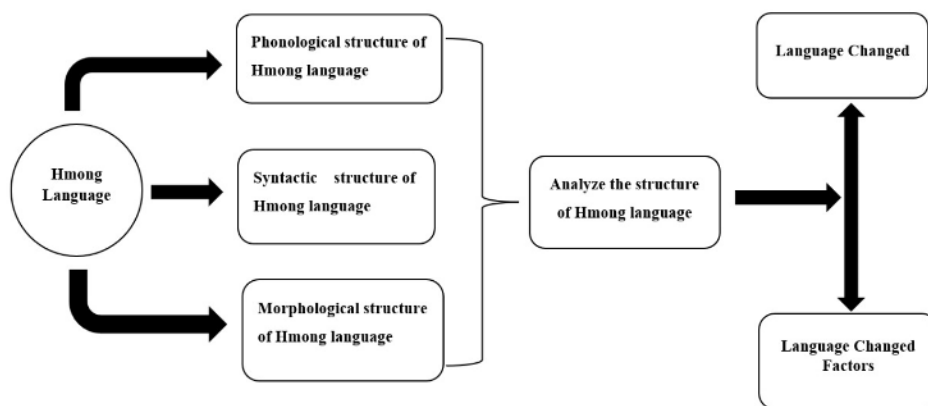 Phonological structure of
Hmong language
Language Changed
Hmong
Language
Syntactic structure of
Hmong language
Analyze the structure
of Hmong language
Morphological structure
of Hmong language
Language Changed
Factors